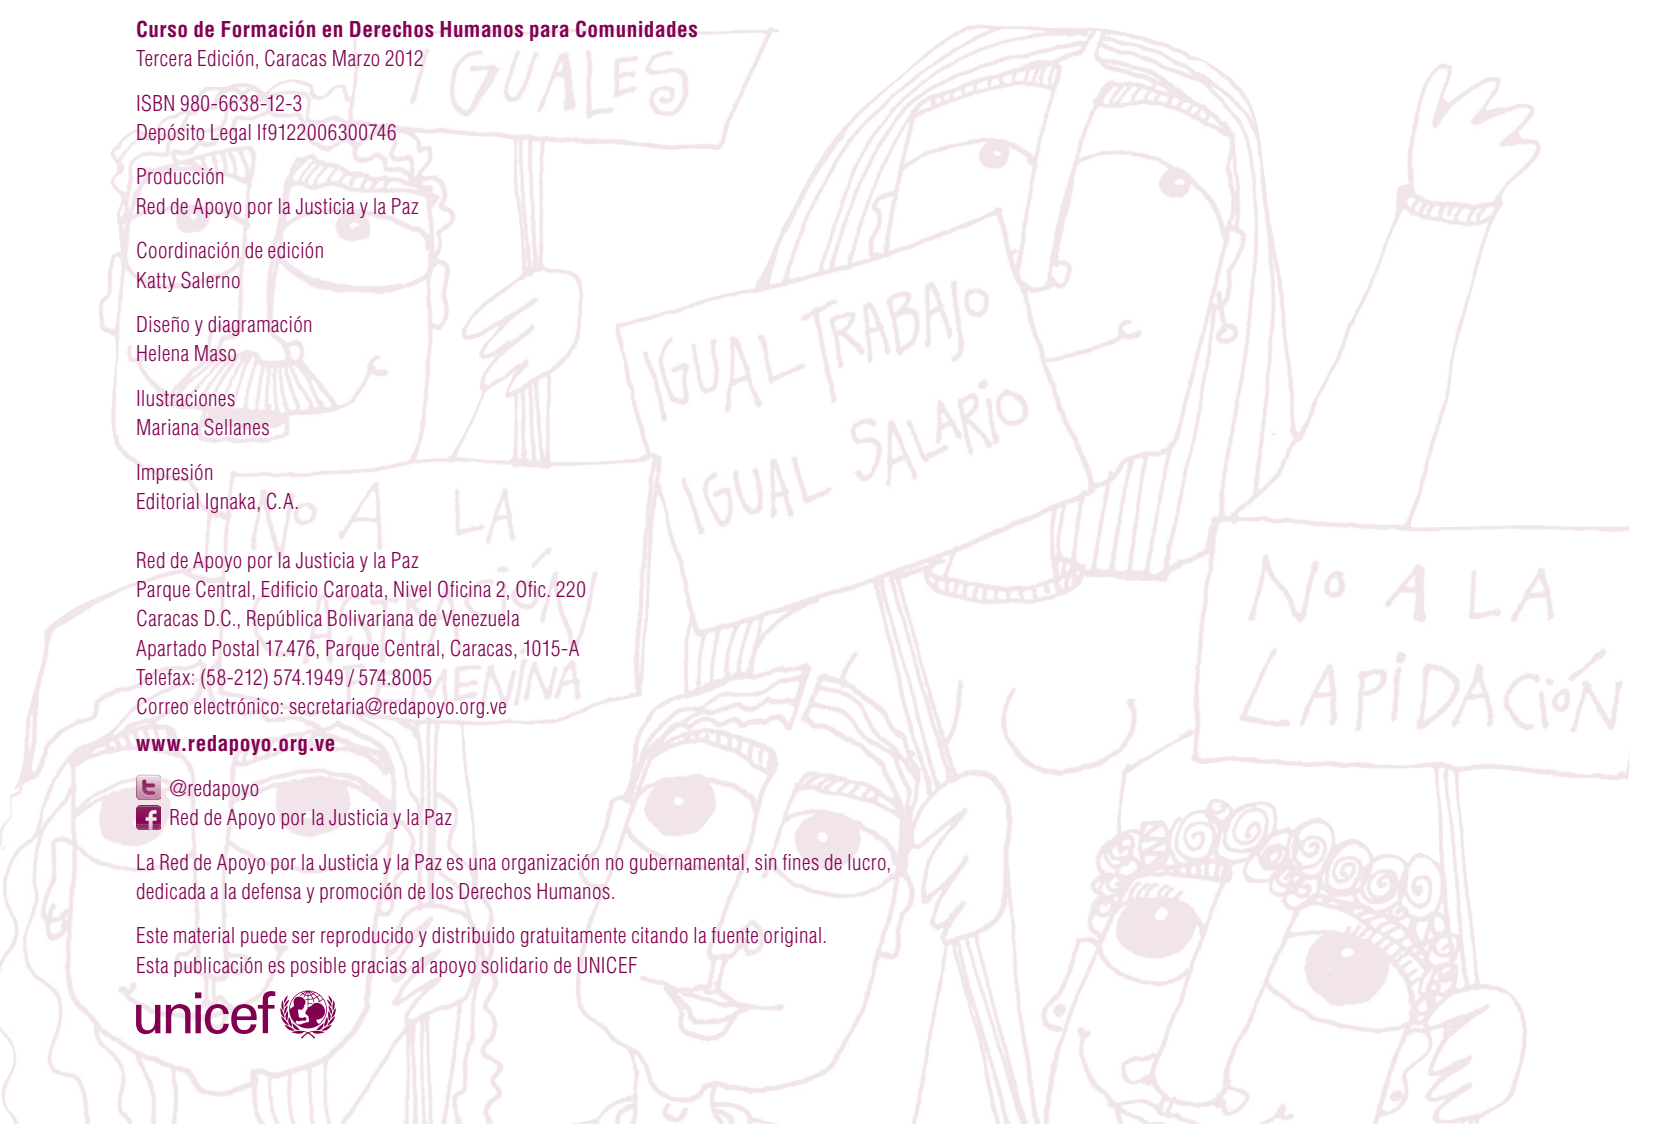 Curso de Formación en Derechos Humanos para Comunidades
Tercera Edición, Caracas Marzo 2012
ISBN 980-6638-12-3
Depósito Legal lf9122006300746
Producción
Red de Apoyo por la Justicia y la Paz
Coordinación de edición
Katty Salerno
Diseño y diagramación
Helena Maso
Ilustraciones
Mariana Sellanes
Impresión
Editorial Ignaka, C.A.
Red de Apoyo por la Justicia y la Paz
Parque Central, Edificio Caroata, Nivel Oficina 2, Ofic. 220
Caracas D.C., República Bolivariana de Venezuela
Apartado Postal 17.476, Parque Central, Caracas, 1015-A
Telefax: (58-212) 574.1949 / 574.8005
Correo electrónico: secretaria@redapoyo.org.ve
www.redapoyo.org.ve
@redapoyo
Red de Apoyo por la Justicia y la Paz
La Red de Apoyo por la Justicia y la Paz es una organización no gubernamental, sin fines de lucro,
dedicada a la defensa y promoción de los Derechos Humanos.
Este material puede ser reproducido y distribuido gratuitamente citando la fuente original.
Esta publicación es posible gracias al apoyo solidario de UNICEF
unicef
IGUALES
IGUAL TRABAJO
IGUAL SALARIO
NO A LA
CASTRACIÓN
FEMENINA
NO A LA
LAPIDACIÓN